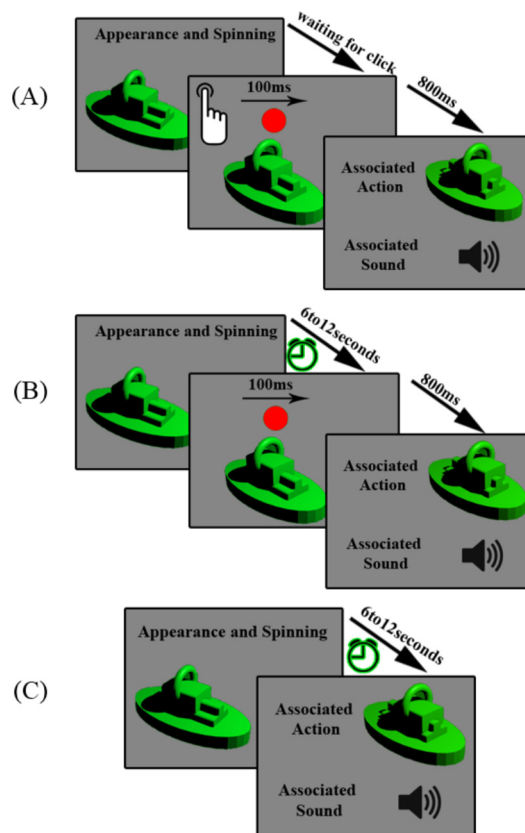 (A)
Appearance and Spinning
waiting for click
100ms
800ms
Associated
Action
Associated
Sound
(B)
Appearance and Spinning
6to12seconds
100ms
800ms
Associated
Action
Associated
Sound
(C)
Appearance and Spinning
6to12seconds
Associated
Action
Associated
Sound